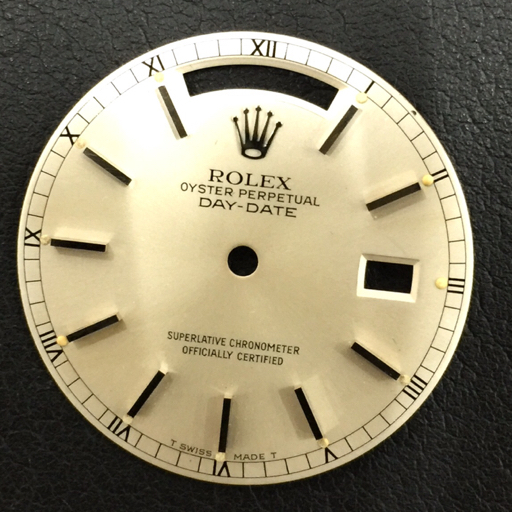 XII
I
II
III
IIII
V
VI
VII
VIII
IX
X
XI
ROLEX
OYSTER PERPETUAL
DAY-DATE
SUPERLATIVE CHRONOMETER
OFFICIALLY CERTIFIED
T SWISS MADE T